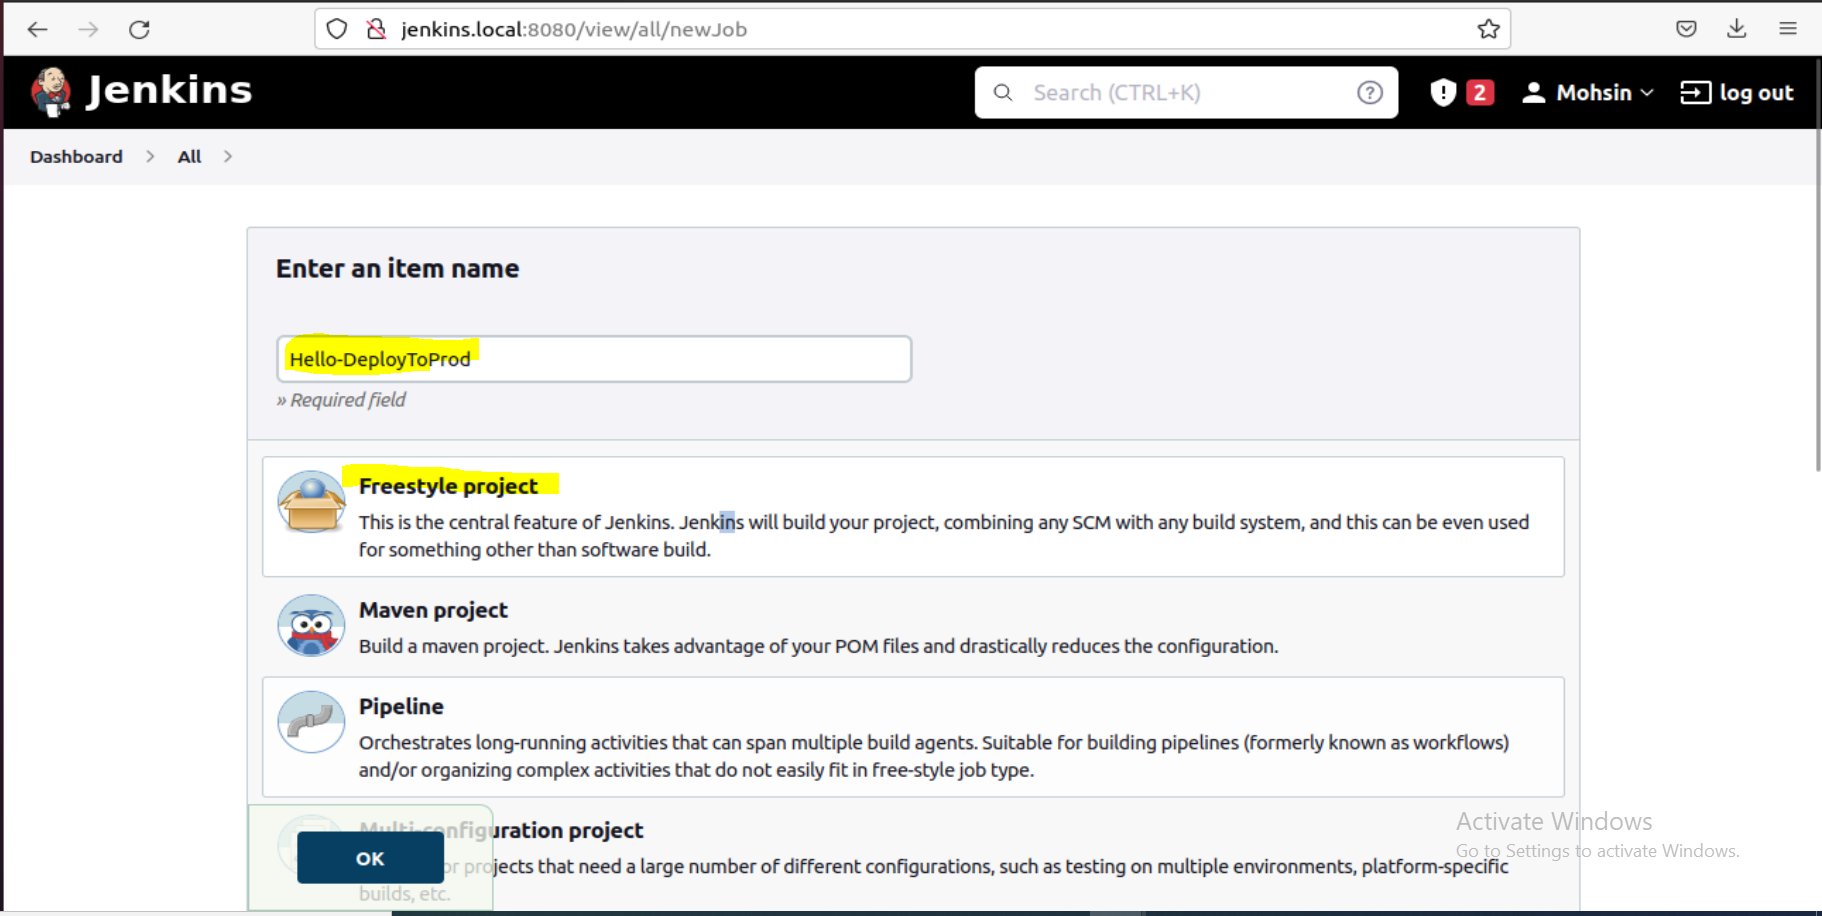 jenkins.local:8080/view/all/newJob
Jenkins
Search (CTRL+K)
2
Mohsin
log out
Dashboard
All
Enter an item name
Hello-DeployToProd
» Required field
Freestyle project
This is the central feature of Jenkins. Jenkins will build your project, combining any SCM with any build system, and this can be even used
for something other than software build.
Maven project
Build a maven project. Jenkins takes advantage of your POM files and drastically reduces the configuration.
Pipeline
Orchestrates long-running activities that can span multiple build agents. Suitable for building pipelines (formerly known as workflows)
and/or organizing complex activities that do not easily fit in free-style job type.
Multi-configuration project
or projects that need a large number of different configurations, such as testing on multiple environments, platform-specific
builds, etc.
OK
Activate Windows
Go to Settings to activate Windows.